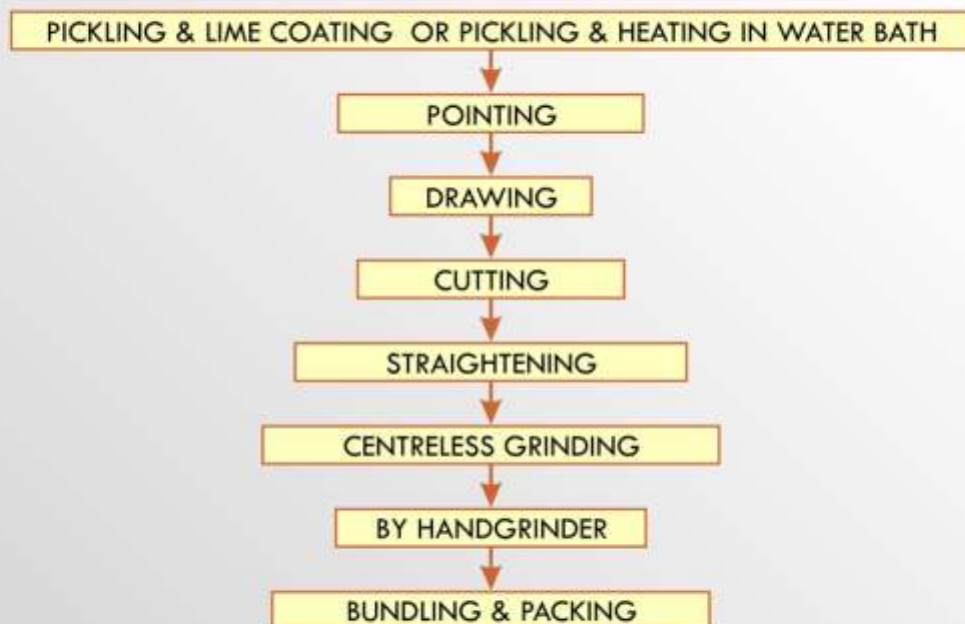 PICKLING & LIME COATING OR PICKLING & HEATING IN WATER BATH
POINTING
DRAWING
CUTTING
STRAIGHTENING
CENTRELESS GRINDING
BY HANDGRINDER
BUNDLING & PACKING